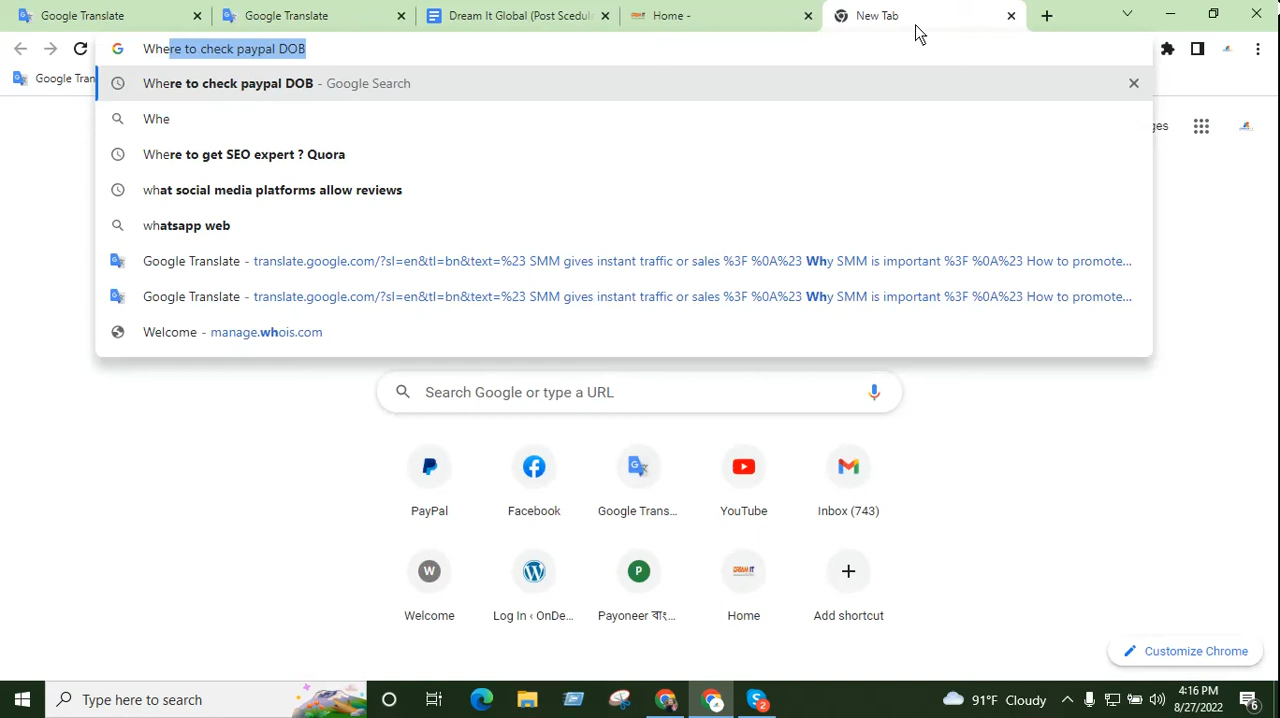 Google Translate
Google Translate
Dream It Global (Post Scedul
Home -
New Tab
Where to check paypal DOB
Google Tran
Where to check paypal DOB - Google Search
ges
Whe
Where to get SEO expert ? Quora
what social media platforms allow reviews
whatsapp web
Google Translate - translate.google.com/?sl=en&tl=bn&text=%23 SMM gives instant traffic or sales %3F %0A%23 Why SMM is important %3F %0A%23 How to promote...
Google Translate - translate.google.com/?sl=en&tl=bn&text=%23 SMM gives instant traffic or sales %3F %0A%23 Why SMM is important %3F %0A%23 How to promote...
Welcome - manage.whois.com
Search Google or type a URL
PayPal
Facebook
Google Trans...
YouTube
Inbox (743)
W
P
DREAM IT
Welcome
Log In ‹ OnDe...
Payoneer বাং...
Home
Add shortcut
Customize Chrome
Type here to search
2
91°F Cloudy
4:16 PM
8/27/2022
6